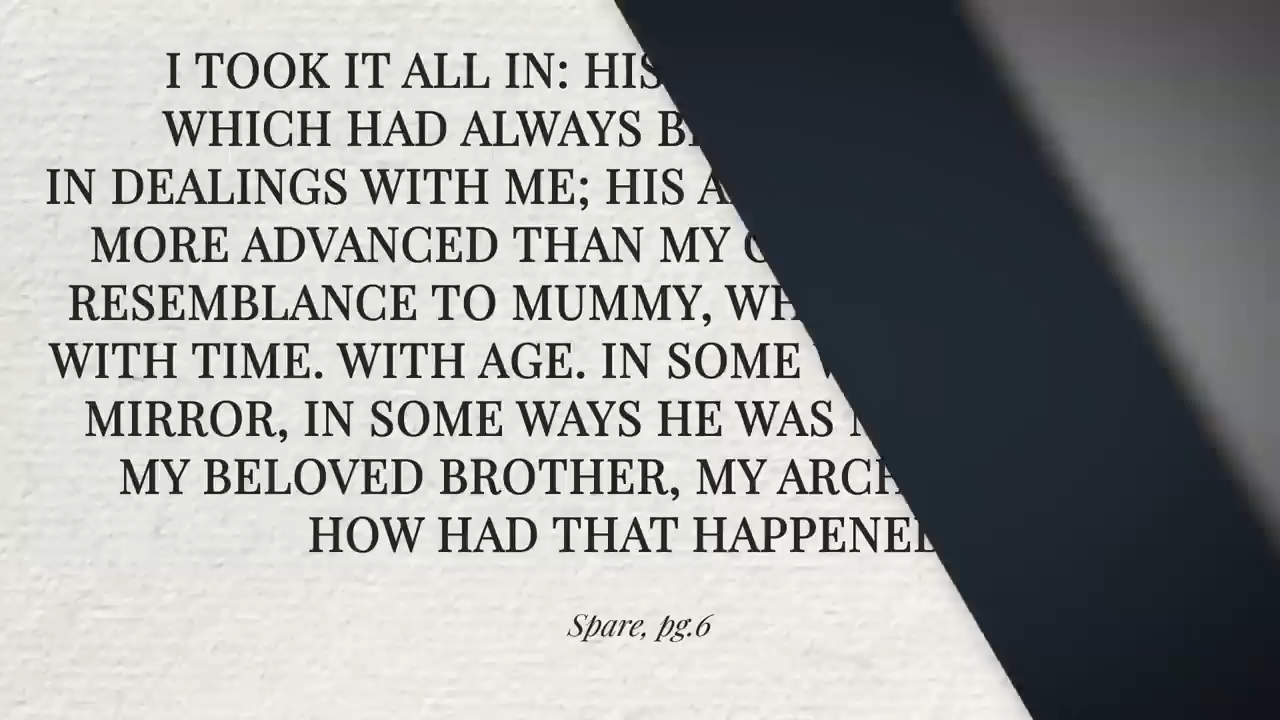 I TOOK IT ALL IN: HIS
WHICH HAD ALWAYS
IN DEALINGS WITH ME; HIS
MORE ADVANCED THAN MY
RESEMBLANCE TO MUMMY,
WITH TIME. WITH AGE. IN SOME
MIRROR, IN SOME WAYS HE WAS
MY BELOVED BROTHER, MY
HOW HAD THAT HAPPENED
Spare, pg.6